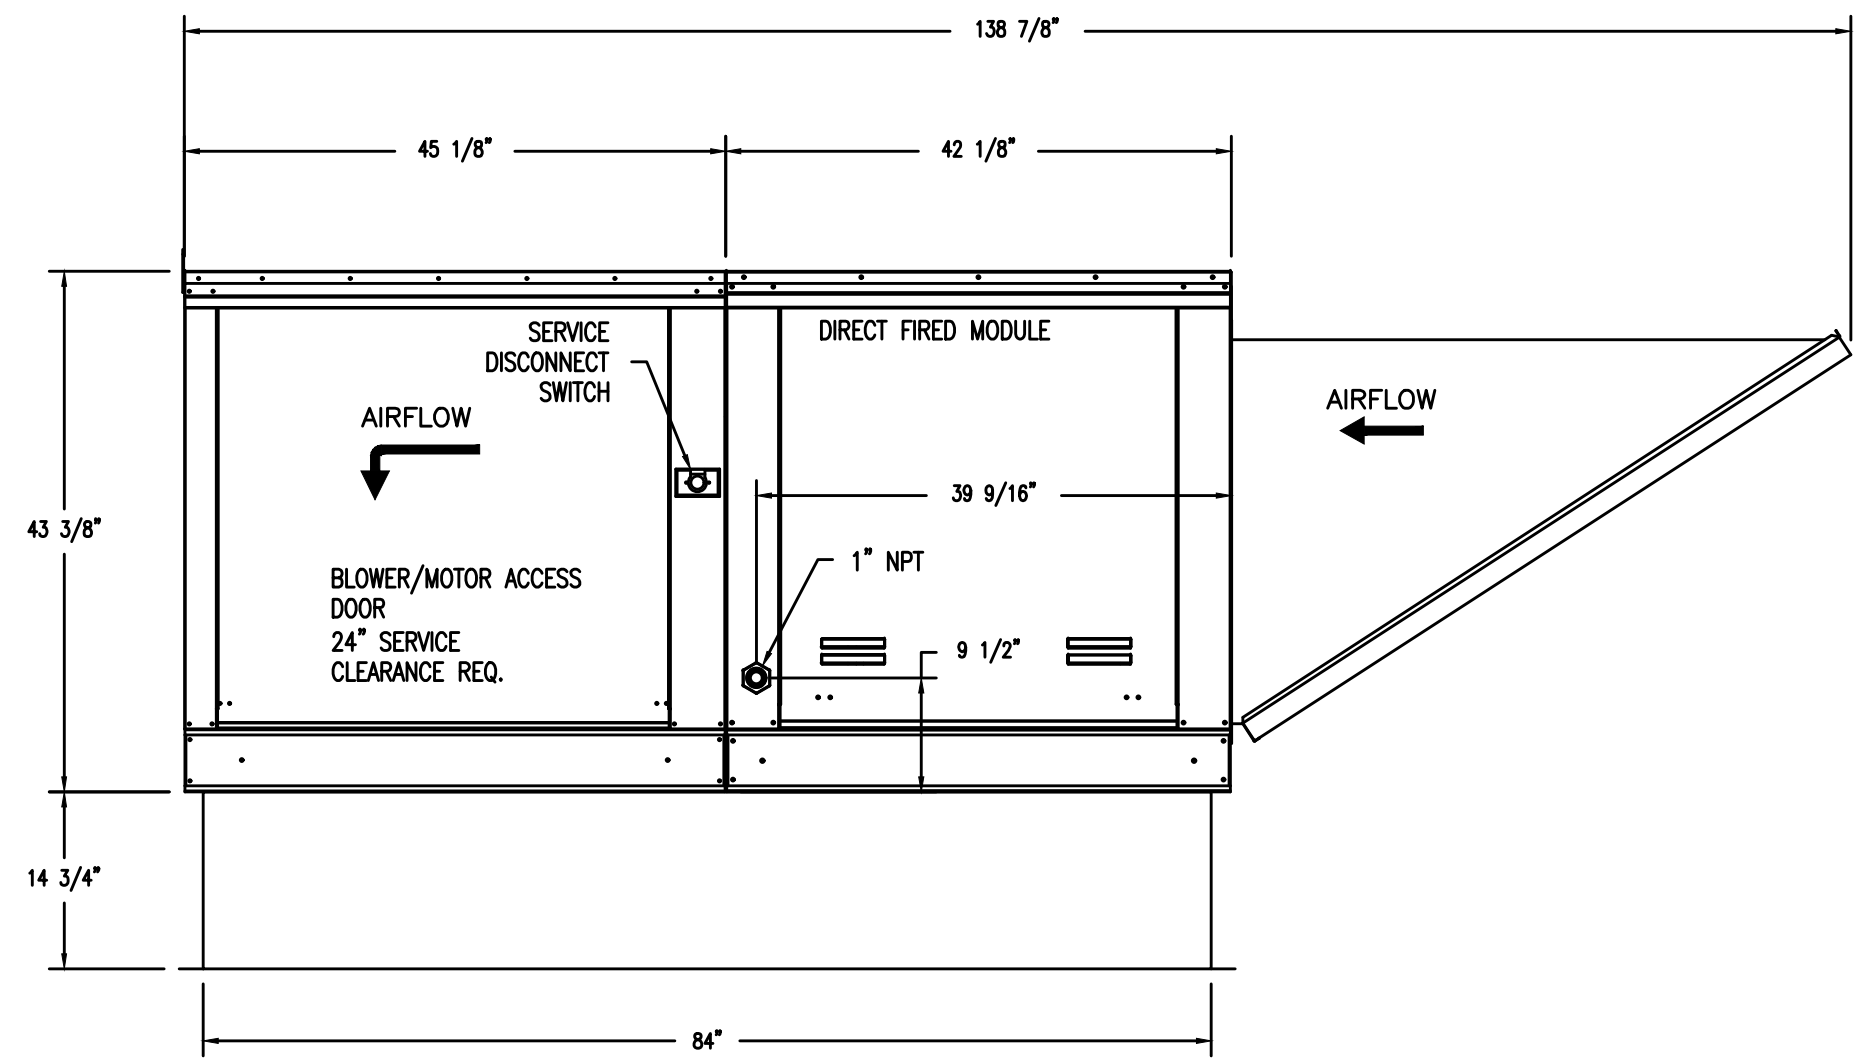 138 7/8"
45 1/8"
42 1/8"
SERVICE
DISCONNECT
SWITCH
DIRECT FIRED MODULE
AIRFLOW
AIRFLOW
39 9/16"
43 3/8"
1" NPT
BLOWER/MOTOR ACCESS
DOOR
24" SERVICE
CLEARANCE REQ.
9 1/2"
14 3/4"
84"